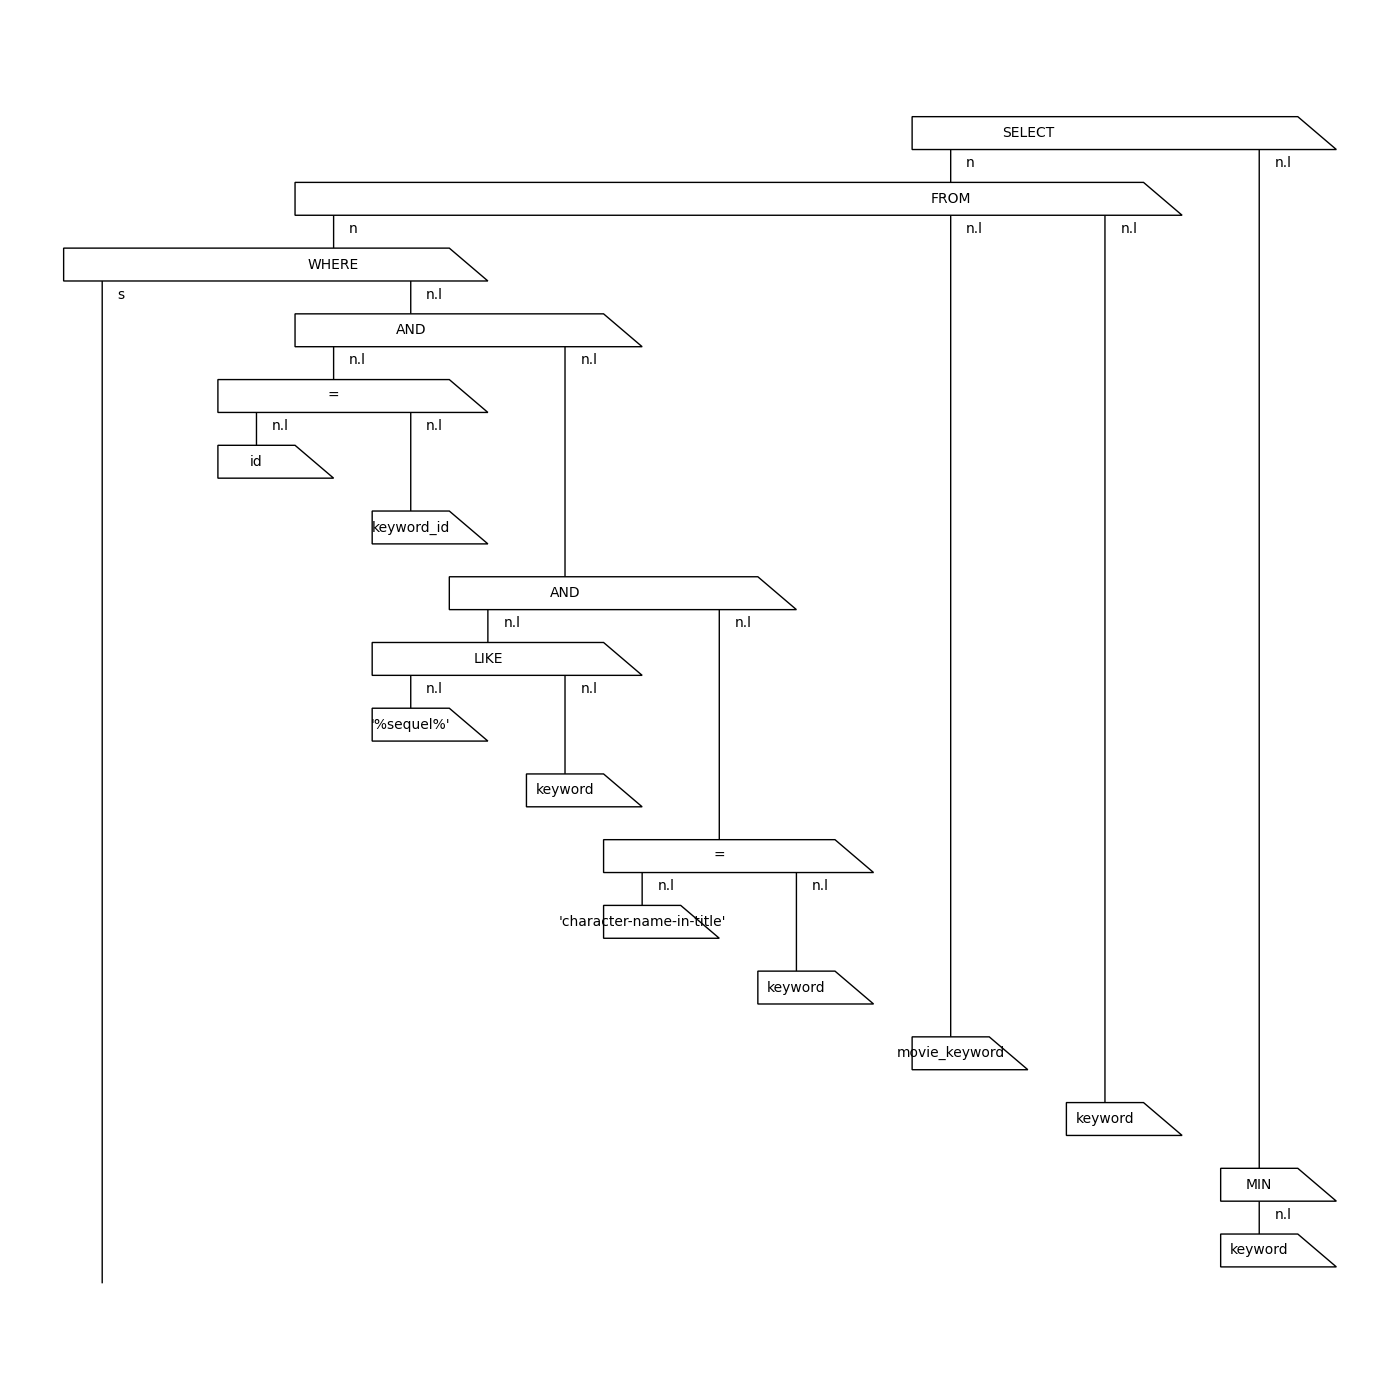 SELECT
n n.l
FROM
n n.l n.l
WHERE
s n.l
AND
n.l n.l
=
n.l n.l
id
keyword_id
AND
n.l n.l
LIKE
n.l n.l
'%sequel%'
keyword
=
n.l n.l
'character-name-in-title'
keyword
movie_keyword
keyword
MIN
n.l
keyword